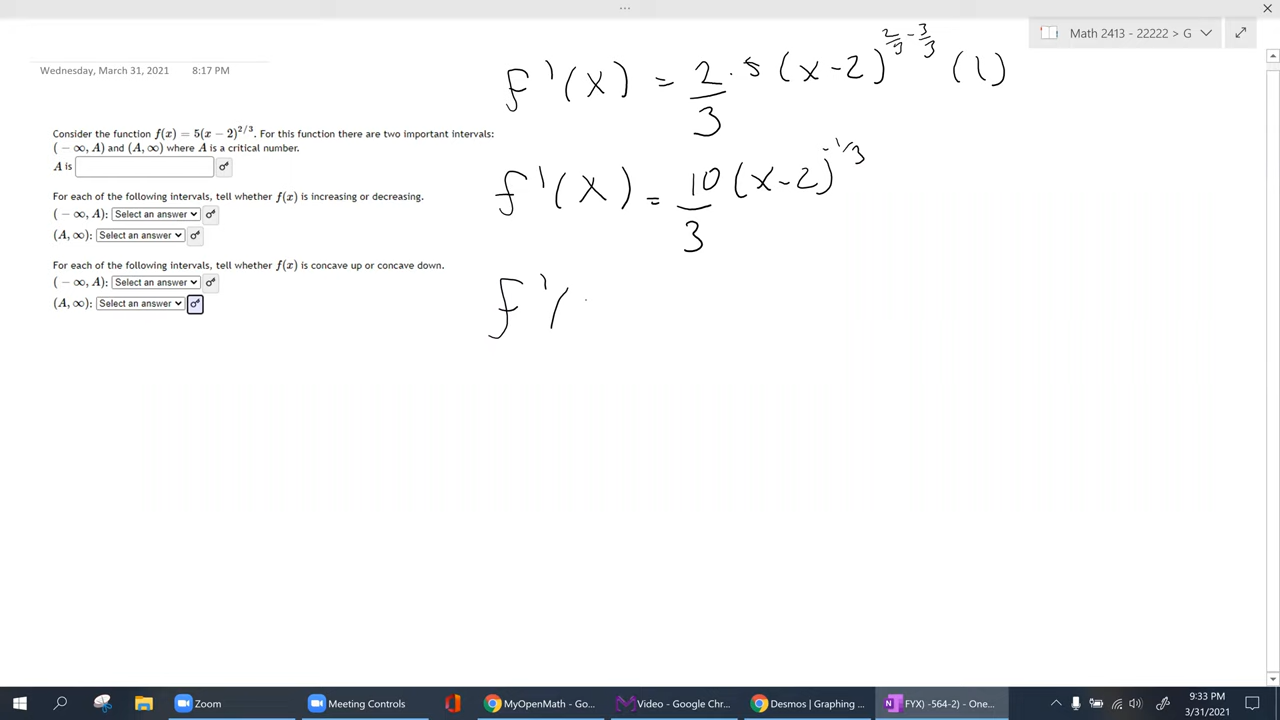 Math 2413 - 22222 > G
Wednesday, March 31, 2021 8:17 PM
f'(x) = 2/3 · 5 (x-2)^(2/3 - 3/3) (1)
Consider the function f(x) = 5(x − 2)^(2/3). For this function there are two important intervals:
(−∞, A) and (A, ∞) where A is a critical number.
A is
f'(x) = 10/3 (x-2)^(-1/3)
For each of the following intervals, tell whether f(x) is increasing or decreasing.
(−∞, A): Select an answer
(A, ∞): Select an answer
For each of the following intervals, tell whether f(x) is concave up or concave down.
(−∞, A): Select an answer
(A, ∞): Select an answer
f'(
Zoom Meeting Controls MyOpenMath - Go... Video - Google Chr... Desmos | Graphing ... FYX) -564-2) - One...
9:33 PM
3/31/2021